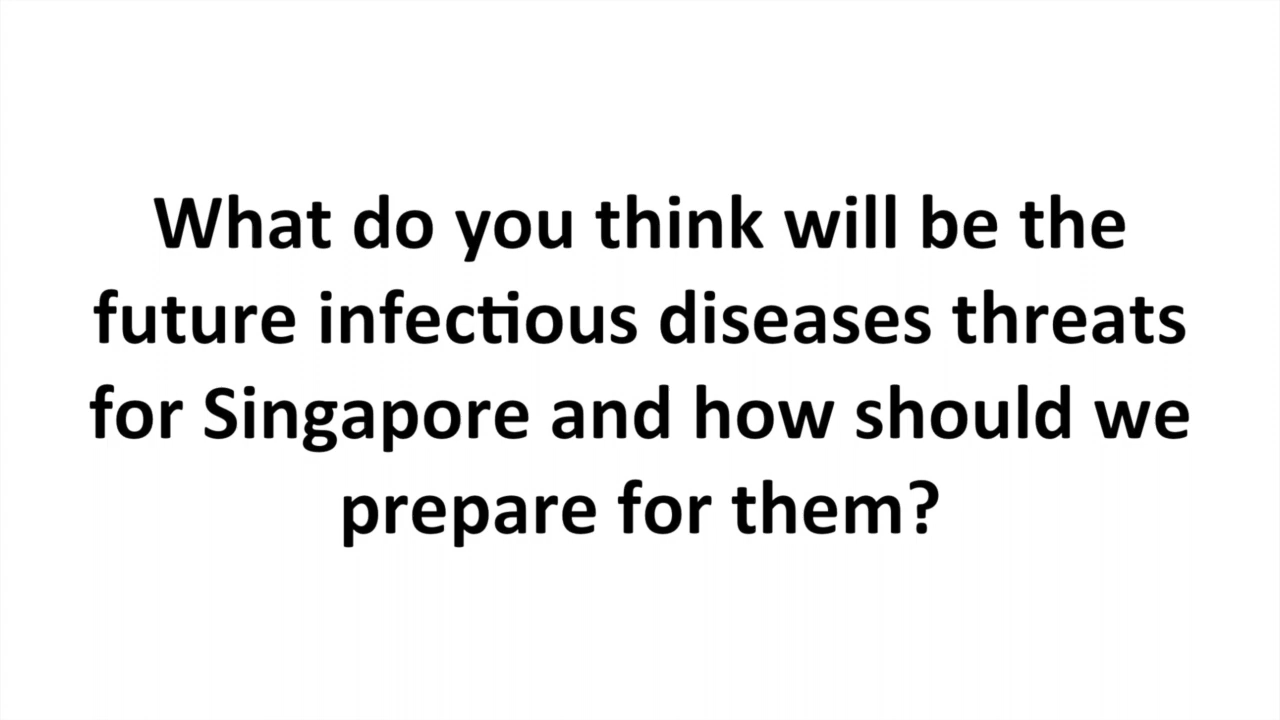 What do you think will be the
future infectious diseases threats
for Singapore and how should we
prepare for them?